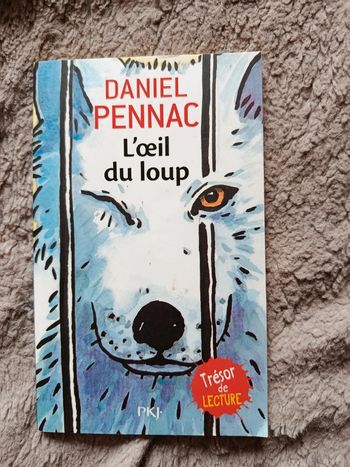 DANIEL
PENNAC
L'œil
du loup
Trésor
de
LECTURE
PKJ·